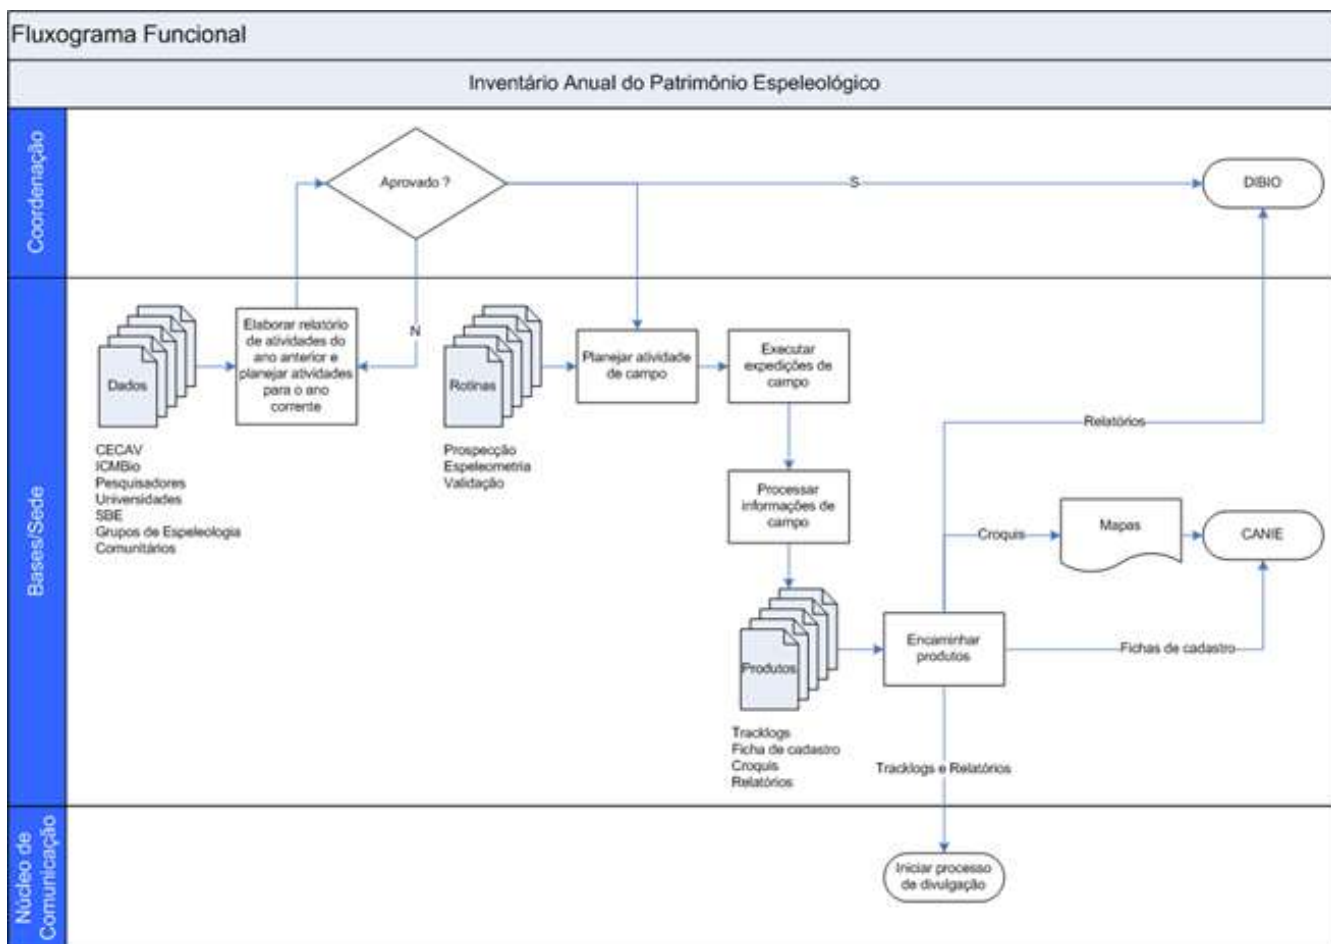 Fluxograma Funcional
Inventário Anual do Patrimônio Espeleológico
Coordenação
Aprovado ?
S
DIBIO
Bases/Sede
Dados
CECAV
ICMBio
Pesquisadores
Universidades
SBE
Grupos de Espeleologia
Comunitários
Elaborar relatório
de atividades do
ano anterior e
planejar atividades
para o ano
corrente
N
Rotinas
Prospecção
Espeleometria
Validação
Planejar atividade
de campo
Executar
expedições de
campo
Processar
informações de
campo
Produtos
Tracklogs
Ficha de cadastro
Croquis
Relatórios
Encaminhar
produtos
Relatórios
Croquis
Mapas
CANIE
Fichas de cadastro
Tracklogs e Relatórios
Núcleo de
Comunicação
Iniciar processo
de divulgação